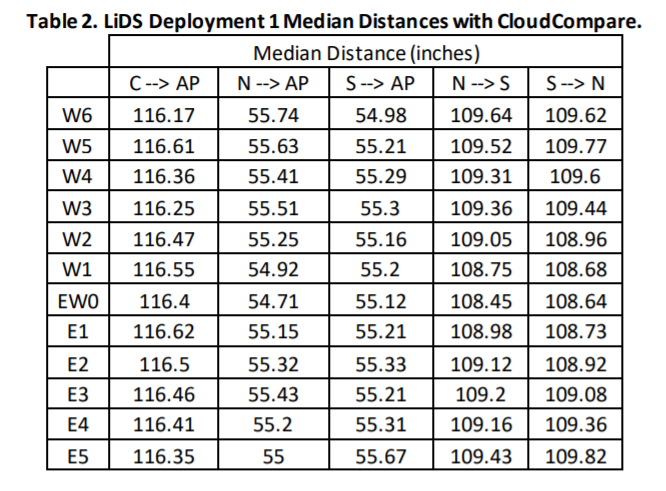 Table 2. LiDS Deployment 1 Median Distances with CloudCompare.
Median Distance (inches)
C --> AP N --> AP S --> AP N --> S S --> N
W6 116.17 55.74 54.98 109.64 109.62
W5 116.61 55.63 55.21 109.52 109.77
W4 116.36 55.41 55.29 109.31 109.6
W3 116.25 55.51 55.3 109.36 109.44
W2 116.47 55.25 55.16 109.05 108.96
W1 116.55 54.92 55.2 108.75 108.68
EW0 116.4 54.71 55.12 108.45 108.64
E1 116.62 55.15 55.21 108.98 108.73
E2 116.5 55.32 55.33 109.12 108.92
E3 116.46 55.43 55.21 109.2 109.08
E4 116.41 55.2 55.31 109.16 109.36
E5 116.35 55 55.67 109.43 109.82